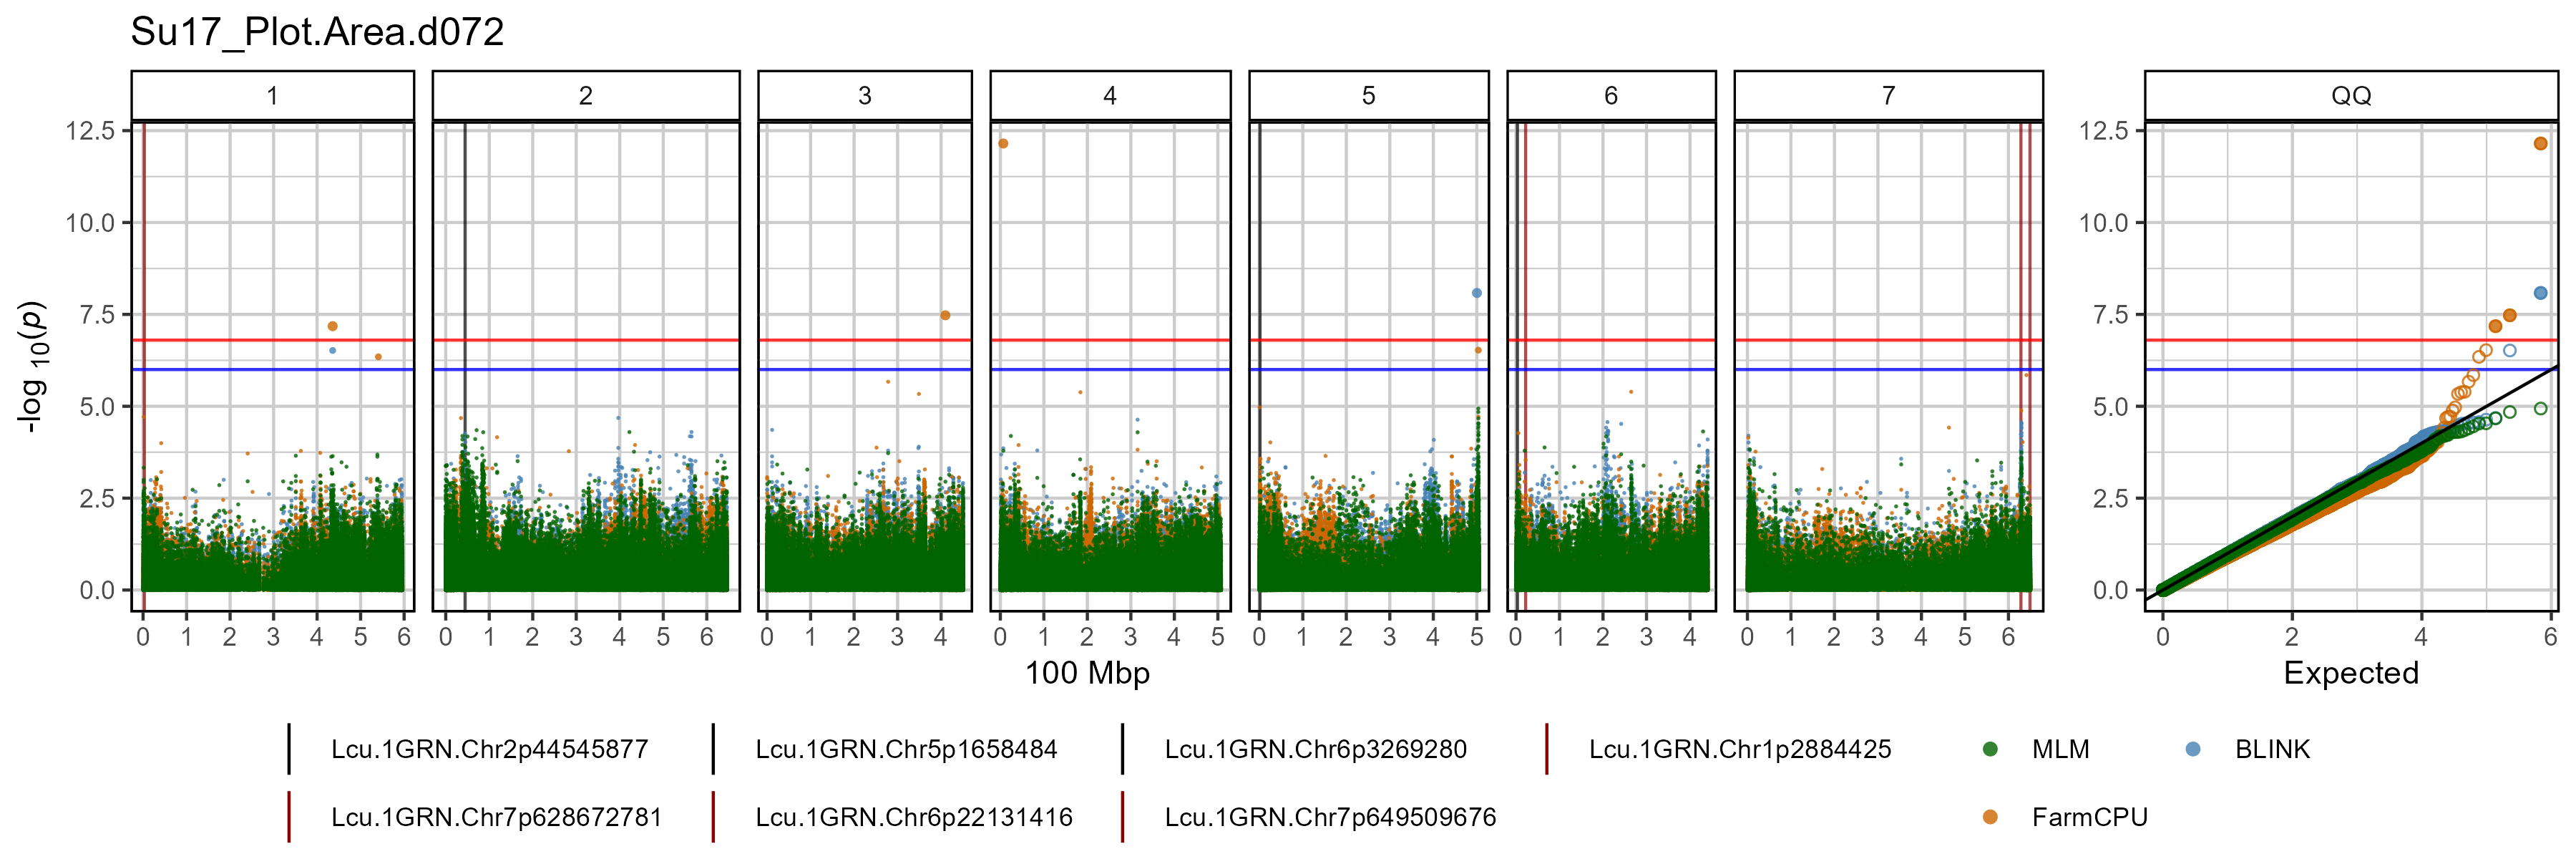 Su17_Plot.Area.d072
1 2 3 4 5 6 7 QQ
12.5 12.5
10.0 10.0
7.5 7.5
5.0 5.0
2.5 2.5
0.0 0.0
-log 10(p)
0 1 2 3 4 5 6 0 1 2 3 4 5 6 0 1 2 3 4 0 1 2 3 4 5 0 1 2 3 4 5 0 1 2 3 4 0 1 2 3 4 5 6 0 2 4 6
100 Mbp Expected
Lcu.1GRN.Chr2p44545877 Lcu.1GRN.Chr5p1658484 Lcu.1GRN.Chr6p3269280 Lcu.1GRN.Chr1p2884425 MLM BLINK
Lcu.1GRN.Chr7p628672781 Lcu.1GRN.Chr6p22131416 Lcu.1GRN.Chr7p649509676 FarmCPU